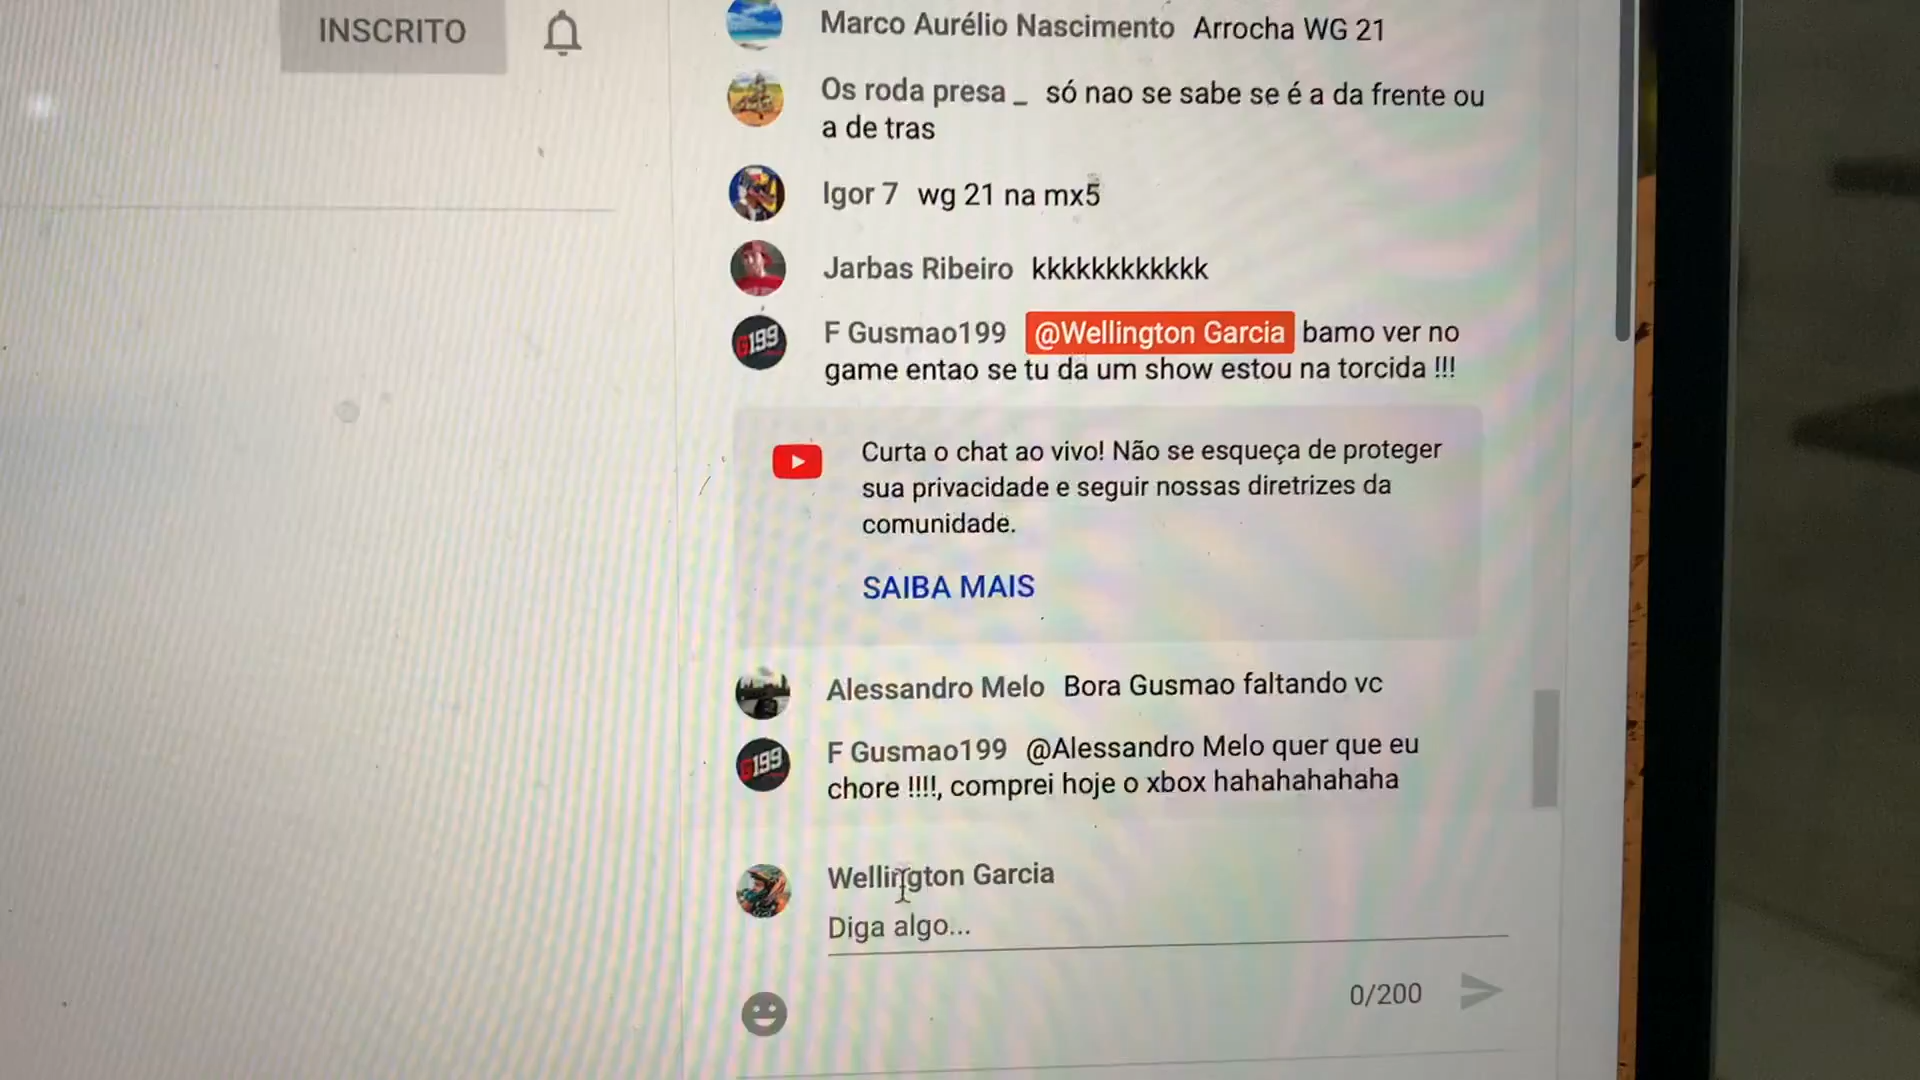 INSCRITO
Marco Aurélio Nascimento Arrocha WG 21
Os roda presa _ só nao se sabe se é a da frente ou
a de tras
Igor 7 wg 21 na mx5
Jarbas Ribeiro kkkkkkkkkkkk
G199
F Gusmao199 @Wellington Garcia bamo ver no
game entao se tu da um show estou na torcida !!!
Curta o chat ao vivo! Não se esqueça de proteger
sua privacidade e seguir nossas diretrizes da
comunidade.
SAIBA MAIS
Alessandro Melo Bora Gusmao faltando vc
G199
F Gusmao199 @Alessandro Melo quer que eu
chore !!!!, comprei hoje o xbox hahahahahaha
Wellington Garcia
Diga algo...
0/200